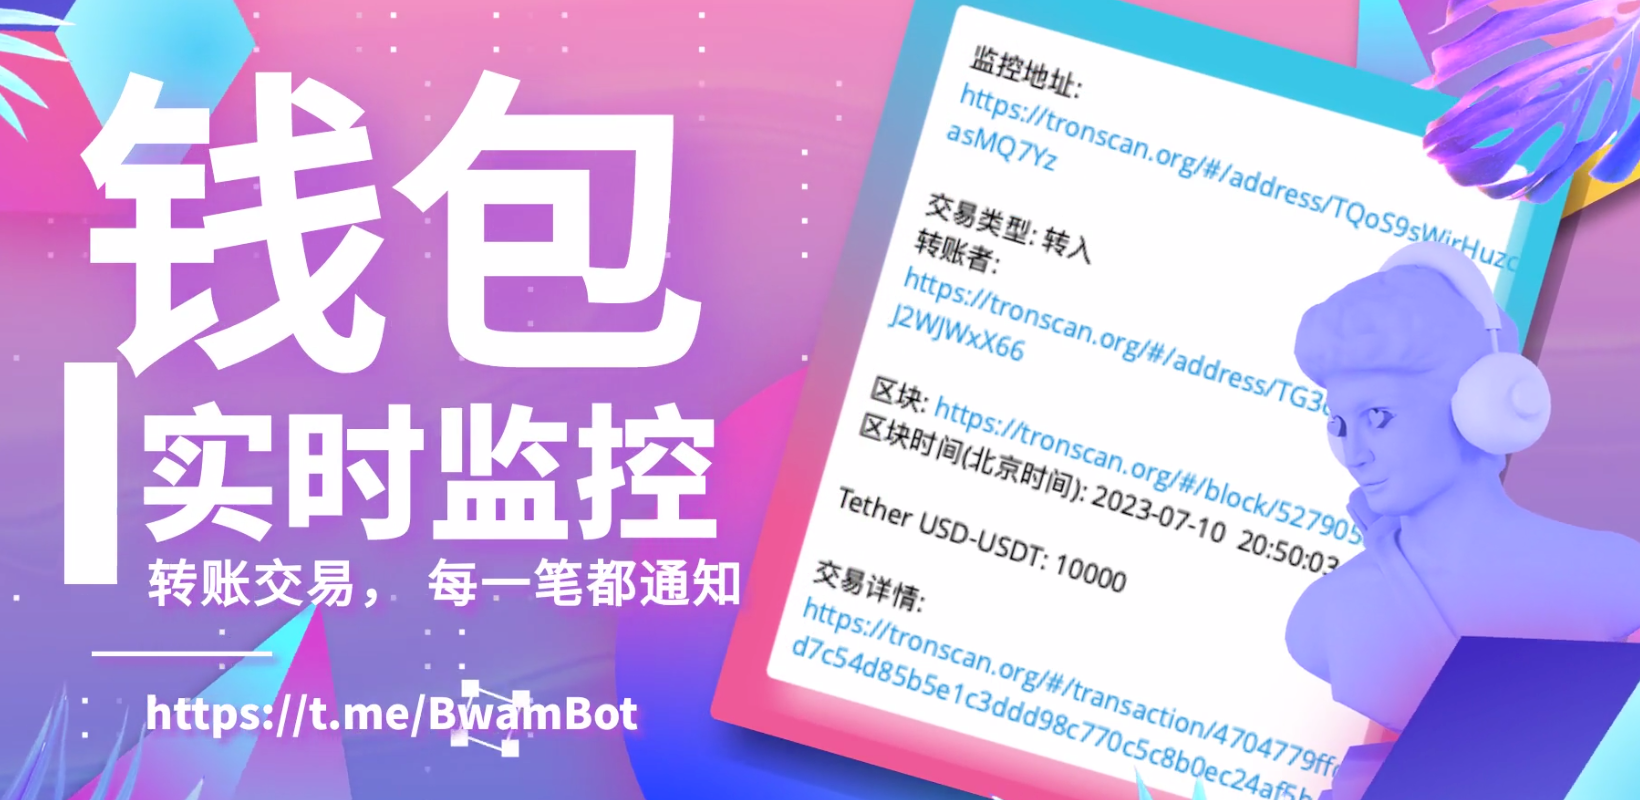 钱包
实时监控
转账交易， 每一笔都通知
https://t.me/BwamBot
监控地址:
https://tronscan.org/#/address/TQoS9sWirHuzc
asMQ7Yz
交易类型: 转入
转账者:
https://tronscan.org/#/address/TG3
J2WJWxX66
区块: https://tronscan.org/#/block/527905
区块时间(北京时间): 2023-07-10 20:50:03
Tether USD-USDT: 10000
交易详情:
https://tronscan.org/#/transaction/4704779ff
d7c54d85b5e1c3ddd98c770c5c8b0ec24af5b